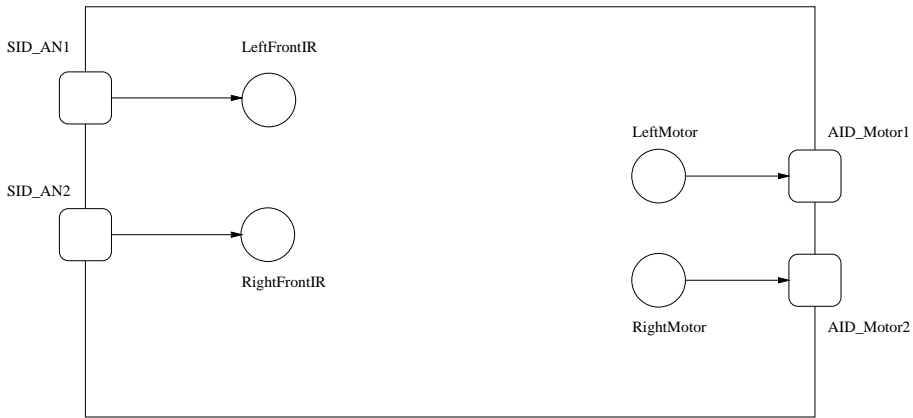 SID_AN1
LeftFrontIR
LeftMotor
AID_Motor1
SID_AN2
RightFrontIR
RightMotor
AID_Motor2